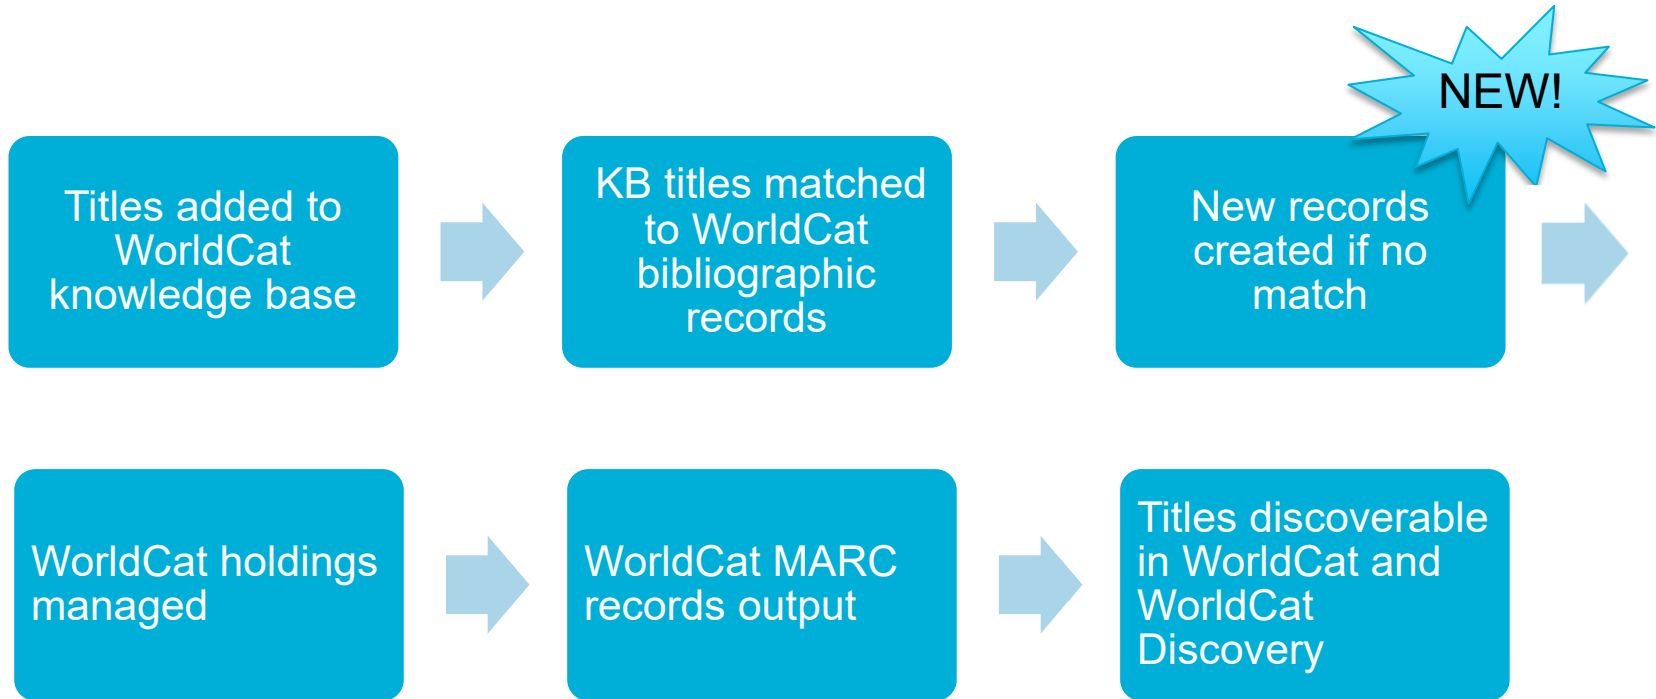 NEW!
Titles added to
WorldCat
knowledge base
KB titles matched
to WorldCat
bibliographic
records
New records
created if no
match
WorldCat holdings
managed
WorldCat MARC
records output
Titles discoverable
in WorldCat and
WorldCat
Discovery